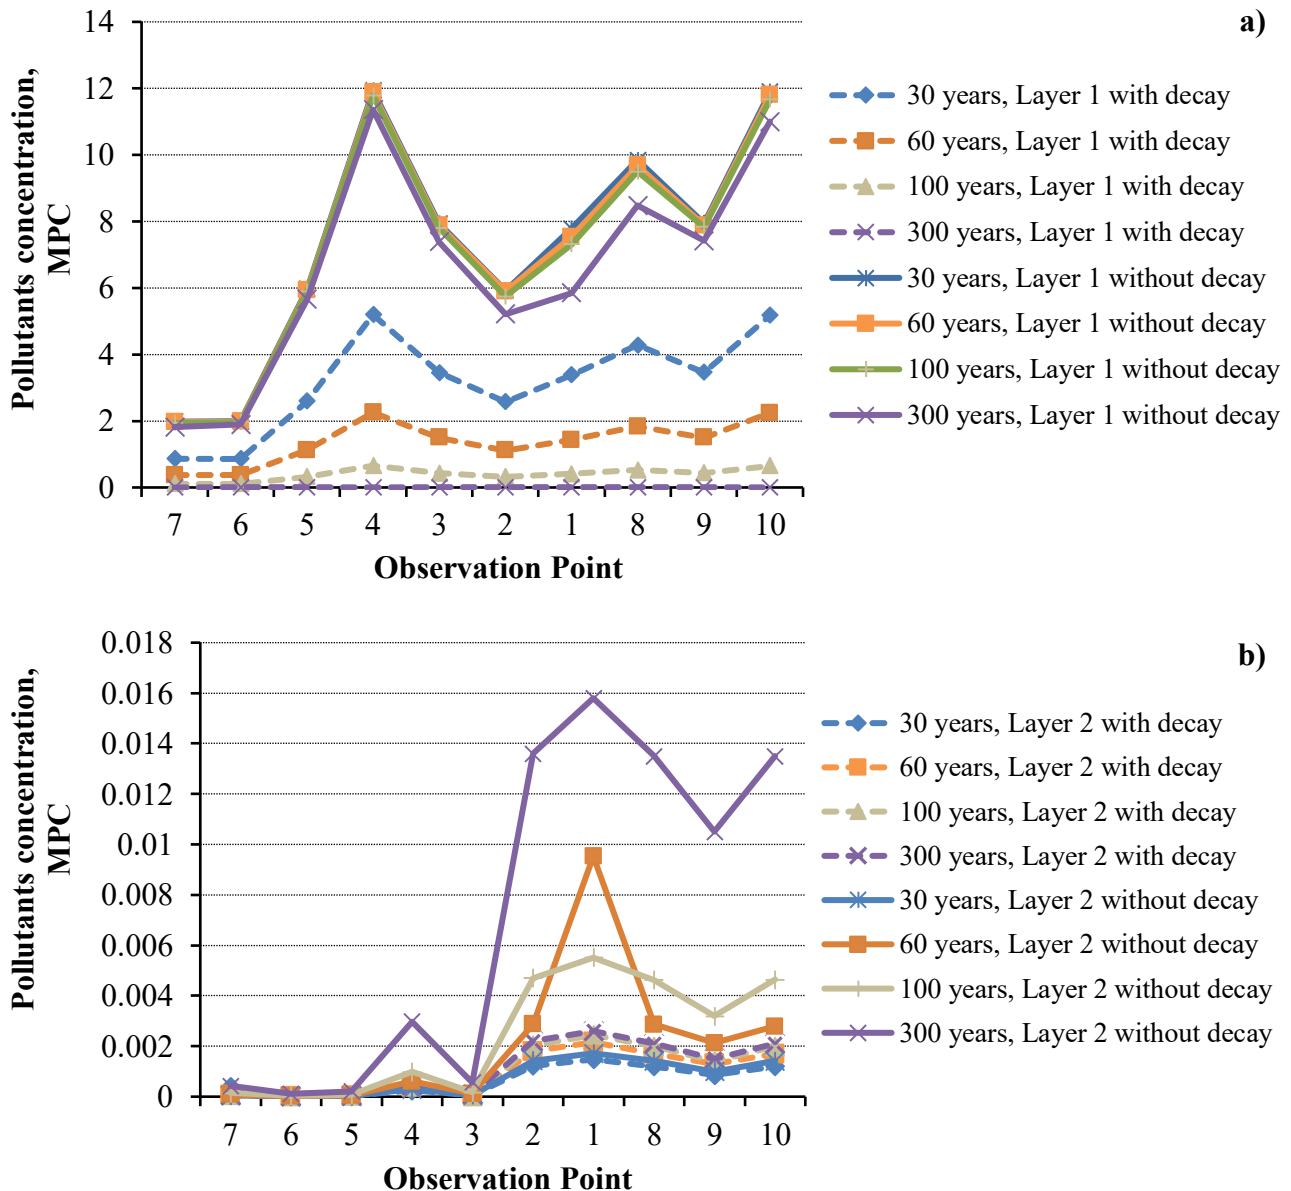 a)
Pollutants concentration,
MPC
14
12
10
8
6
4
2
0
7 6 5 4 3 2 1 8 9 10
Observation Point
30 years, Layer 1 with decay
60 years, Layer 1 with decay
100 years, Layer 1 with decay
300 years, Layer 1 with decay
30 years, Layer 1 without decay
60 years, Layer 1 without decay
100 years, Layer 1 without decay
300 years, Layer 1 without decay
b)
Pollutants concentration,
MPC
0.018
0.016
0.014
0.012
0.01
0.008
0.006
0.004
0.002
0
7 6 5 4 3 2 1 8 9 10
Observation Point
30 years, Layer 2 with decay
60 years, Layer 2 with decay
100 years, Layer 2 with decay
300 years, Layer 2 with decay
30 years, Layer 2 without decay
60 years, Layer 2 without decay
100 years, Layer 2 without decay
300 years, Layer 2 without decay